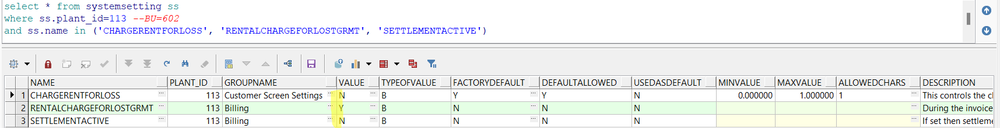 select * from systemsetting ss
where ss.plant_id=113 --BU=602
and ss.name in ('CHARGERENTFORLOSS', 'RENTALCHARGEFORLOSTGRMT', 'SETTLEMENTACTIVE')
NAME PLANT_ID GROUPNAME VALUE TYPEOFVALUE FACTORYDEFAULT DEFAULTALLOWED USEDASDEFAULT MINVALUE MAXVALUE ALLOWEDCHARS DESCRIPTION
1 CHARGERENTFORLOSS ... 113 Customer Screen Settings ... N ... B Y ... Y ... N 0.000000 1.000000 1 ... This controls the cl
2 RENTALCHARGEFORLOSTGRMT ... 113 Billing ... Y ... B N ... N ... N ... During the invoice
3 SETTLEMENTACTIVE ... 113 Billing ... N ... B N ... N ... N ... If set then settleme